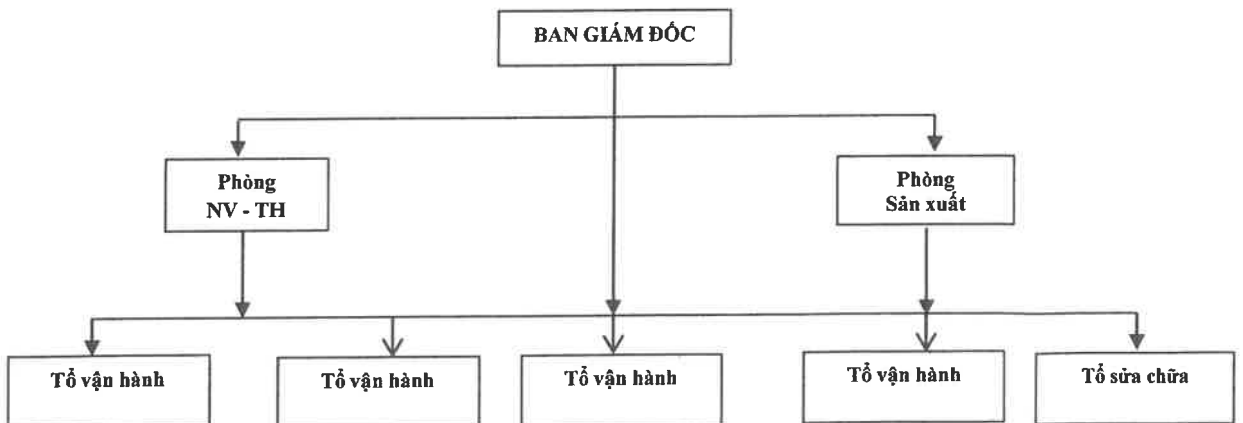 BAN GIÁM ĐỐC
Phòng
NV - TH
Phòng
Sản xuất
Tổ vận hành
Tổ vận hành
Tổ vận hành
Tổ vận hành
Tổ sửa chữa